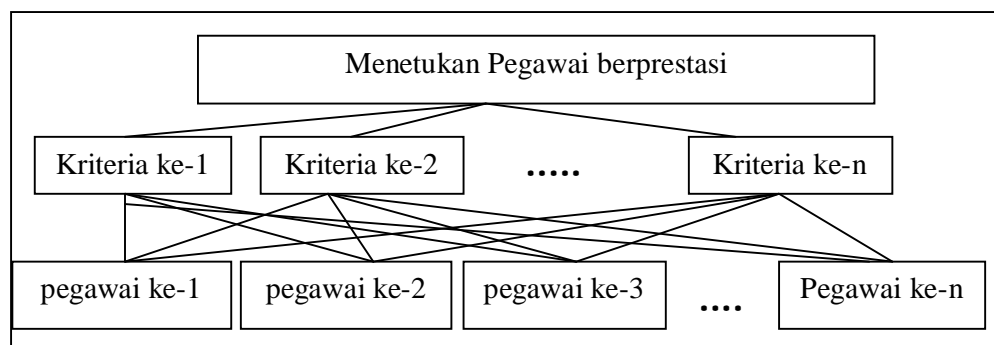 Menetukan Pegawai berprestasi
Kriteria ke-1 Kriteria ke-2 ..... Kriteria ke-n
pegawai ke-1 pegawai ke-2 pegawai ke-3 .... Pegawai ke-n